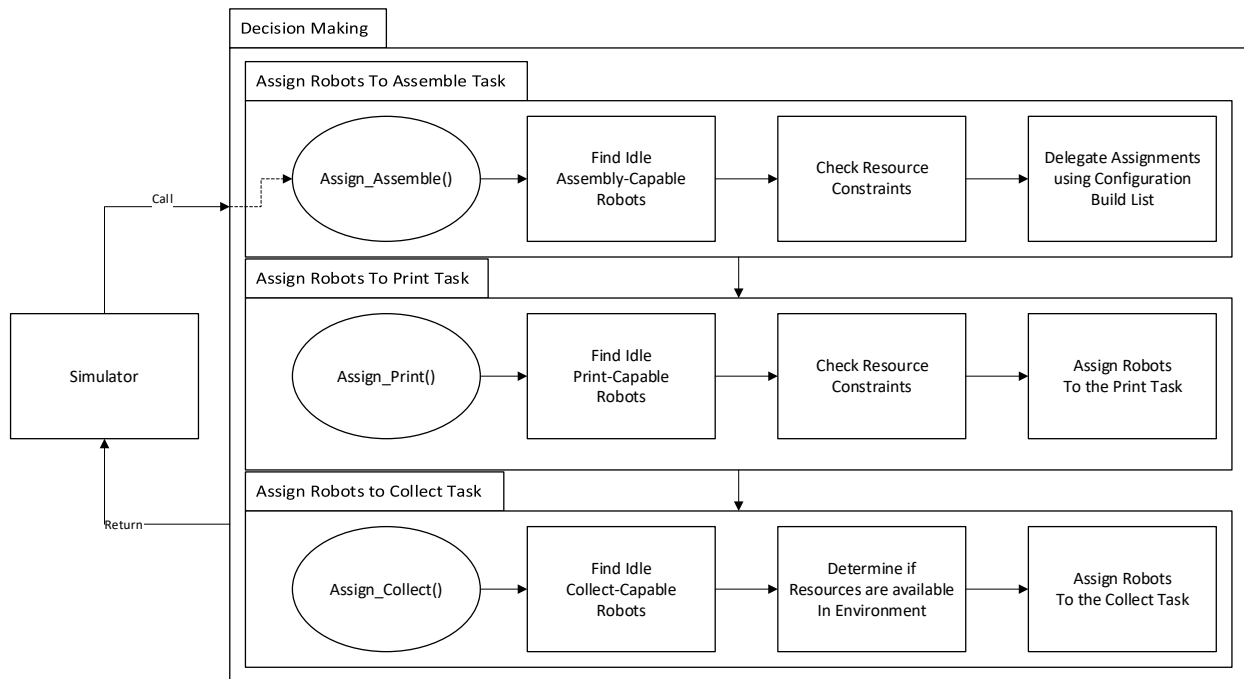 Decision Making
Assign Robots To Assemble Task
Assign_Assemble()
Find Idle
Assembly-Capable
Robots
Check Resource
Constraints
Delegate Assignments
using Configuration
Build List
Call
Assign Robots To Print Task
Assign_Print()
Find Idle
Print-Capable
Robots
Check Resource
Constraints
Assign Robots
To the Print Task
Simulator
Assign Robots to Collect Task
Return
Assign_Collect()
Find Idle
Collect-Capable
Robots
Determine if
Resources are available
In Environment
Assign Robots
To the Collect Task